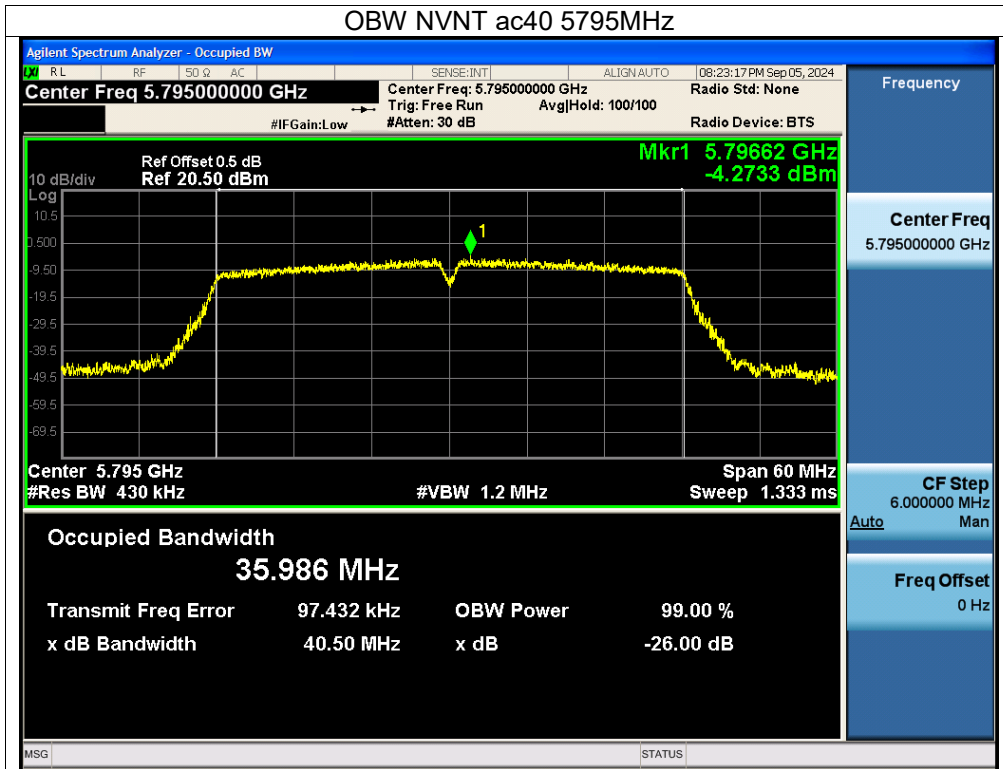 OBW NVNT ac40 5795MHz
Agilent Spectrum Analyzer - Occupied BW
LXI RL RF 50 Ω AC SENSE:INT ALIGN AUTO 08:23:17 PM Sep 05, 2024
Center Freq 5.795000000 GHz
Center Freq: 5.795000000 GHz Radio Std: None
Trig: Free Run Avg|Hold: 100/100
#IFGain:Low #Atten: 30 dB Radio Device: BTS
Frequency
Mkr1 5.79662 GHz
-4.2733 dBm
Ref Offset 0.5 dB
10 dB/div Ref 20.50 dBm
Log
10.5
0.500
-9.50
-19.5
-29.5
-39.5
-49.5
-59.5
-69.5
1
Center 5.795 GHz Span 60 MHz
#Res BW 430 kHz #VBW 1.2 MHz Sweep 1.333 ms
Center Freq
5.795000000 GHz
CF Step
6.000000 MHz
Auto Man
Freq Offset
0 Hz
Occupied Bandwidth
35.986 MHz
Transmit Freq Error 97.432 kHz OBW Power 99.00 %
x dB Bandwidth 40.50 MHz x dB -26.00 dB
MSG STATUS